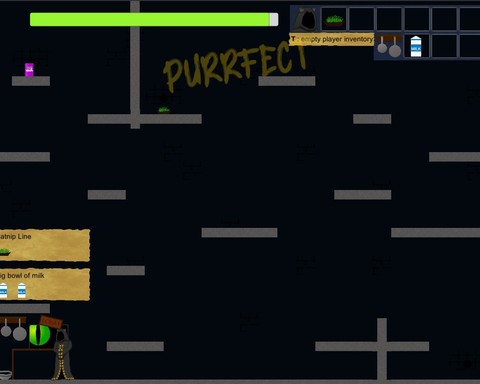 PURRFECT
T - empty player inventory
atnip Line
ig bowl of milk